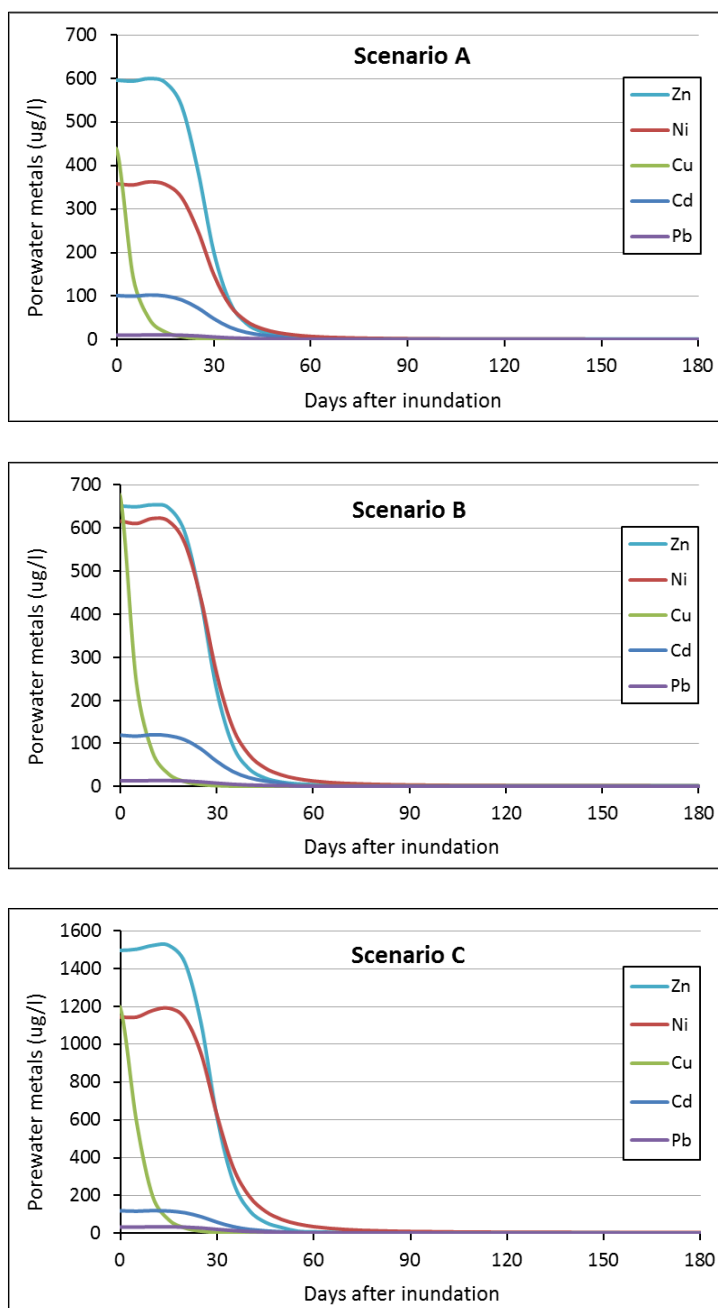 Scenario A
Porewater metals (ug/l)
700
600
500
400
300
200
100
0
Zn
Ni
Cu
Cd
Pb
0 30 60 90 120 150 180
Days after inundation
Scenario B
Porewater metals (ug/l)
700
600
500
400
300
200
100
0
Zn
Ni
Cu
Cd
Pb
0 30 60 90 120 150 180
Days after inundation
Scenario C
Porewater metals (ug/l)
1600
1400
1200
1000
800
600
400
200
0
Zn
Ni
Cu
Cd
Pb
0 30 60 90 120 150 180
Days after inundation